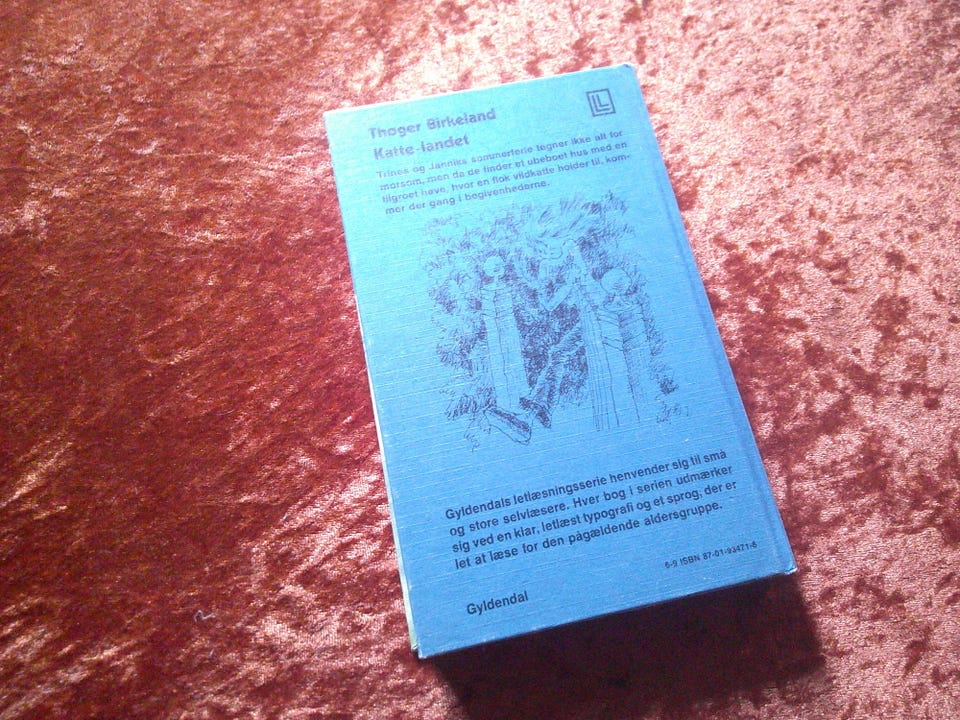 LL
Thøger Birkeland
Katte-landet
Trines og Janniks sommerferie tegner ikke alt for
morsom, men da de finder et ubeboet hus med en
tilgroet have, hvor en flok vildkatte holder til, kom-
mer der gang i begivenhederne.
Gyldendals letlæsningsserie henvender sig til små
og store selvlæsere. Hver bog i serien udmærker
sig ved en klar, letlæst typografi og et sprog, der er
let at læse for den pågældende aldersgruppe.
6-9 ISBN 87-01-93471-6
Gyldendal